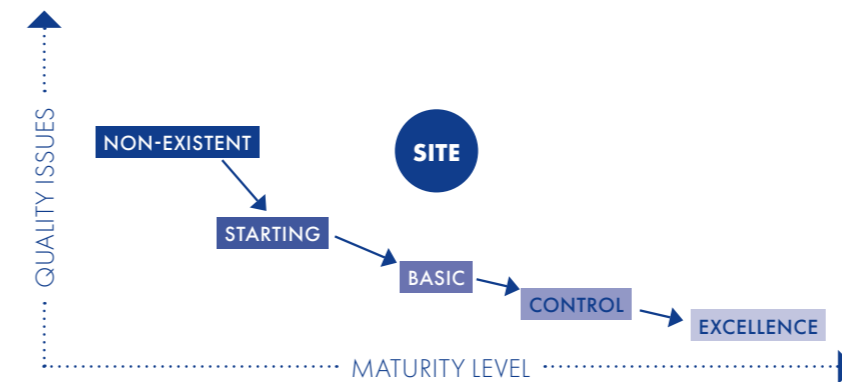 QUALITY ISSUES
NON-EXISTENT
SITE
STARTING
BASIC
CONTROL
EXCELLENCE
MATURITY LEVEL